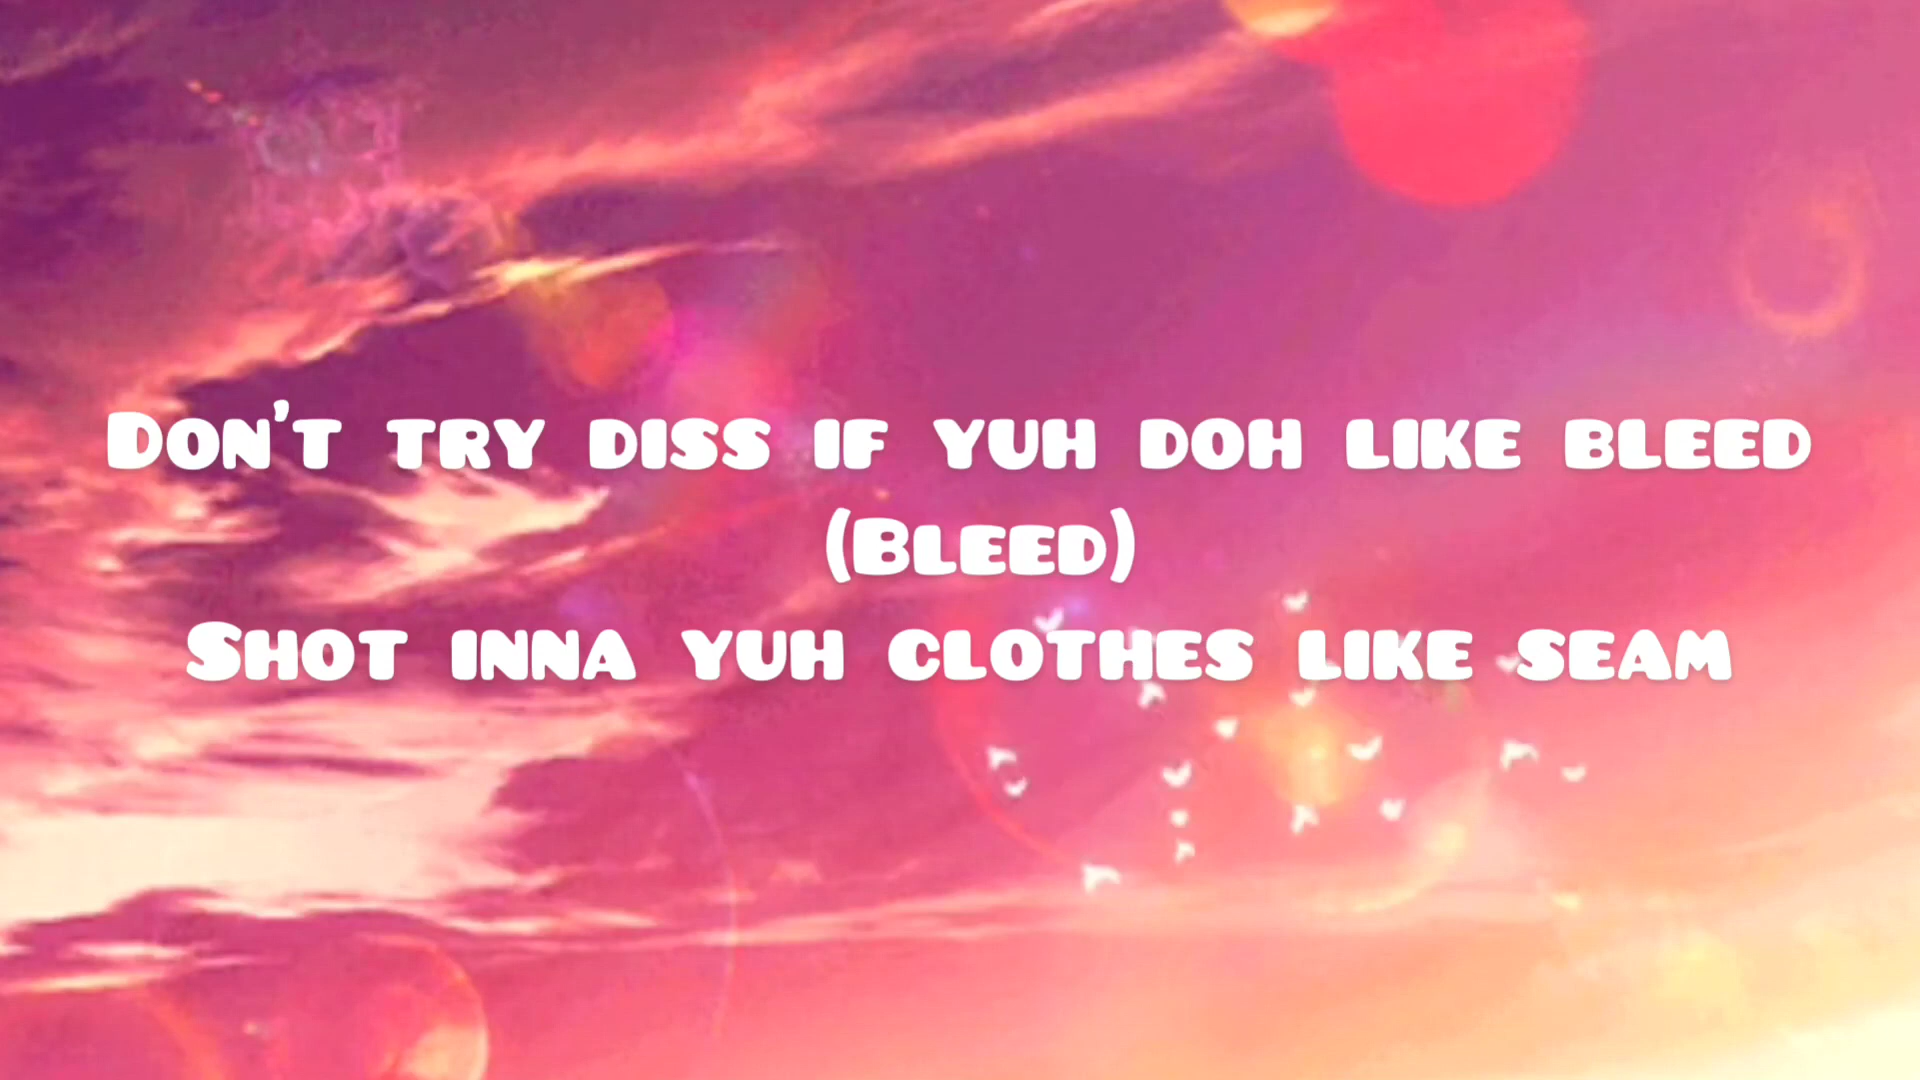 Don't try diss if yuh doh like bleed
(Bleed)
Shot inna yuh clothes like seam